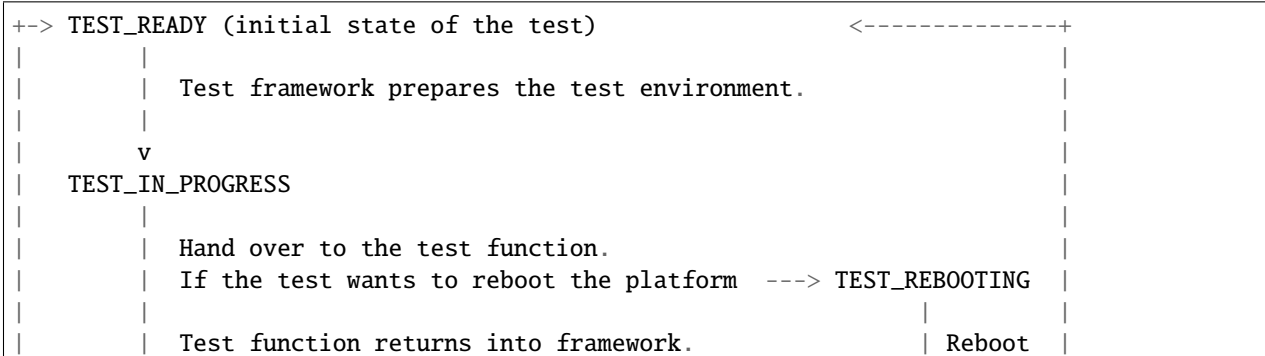 +-> TEST_READY (initial state of the test)                     <--------------+
|        |                                                                    |
|        |  Test framework prepares the test environment.                     |
|        |                                                                    |
|        v                                                                    |
|   TEST_IN_PROGRESS                                                          |
|        |                                                                    |
|        |  Hand over to the test function.                                   |
|        |  If the test wants to reboot the platform  ---> TEST_REBOOTING  |
|        |                                                         |          |
|        |  Test function returns into framework.                  | Reboot   |